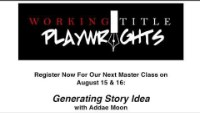 WORKING TITLE
PLAYWRIGHTS
Register Now For Our Next Master Class on
August 15 & 16:
Generating Story Idea
with Addae Moon